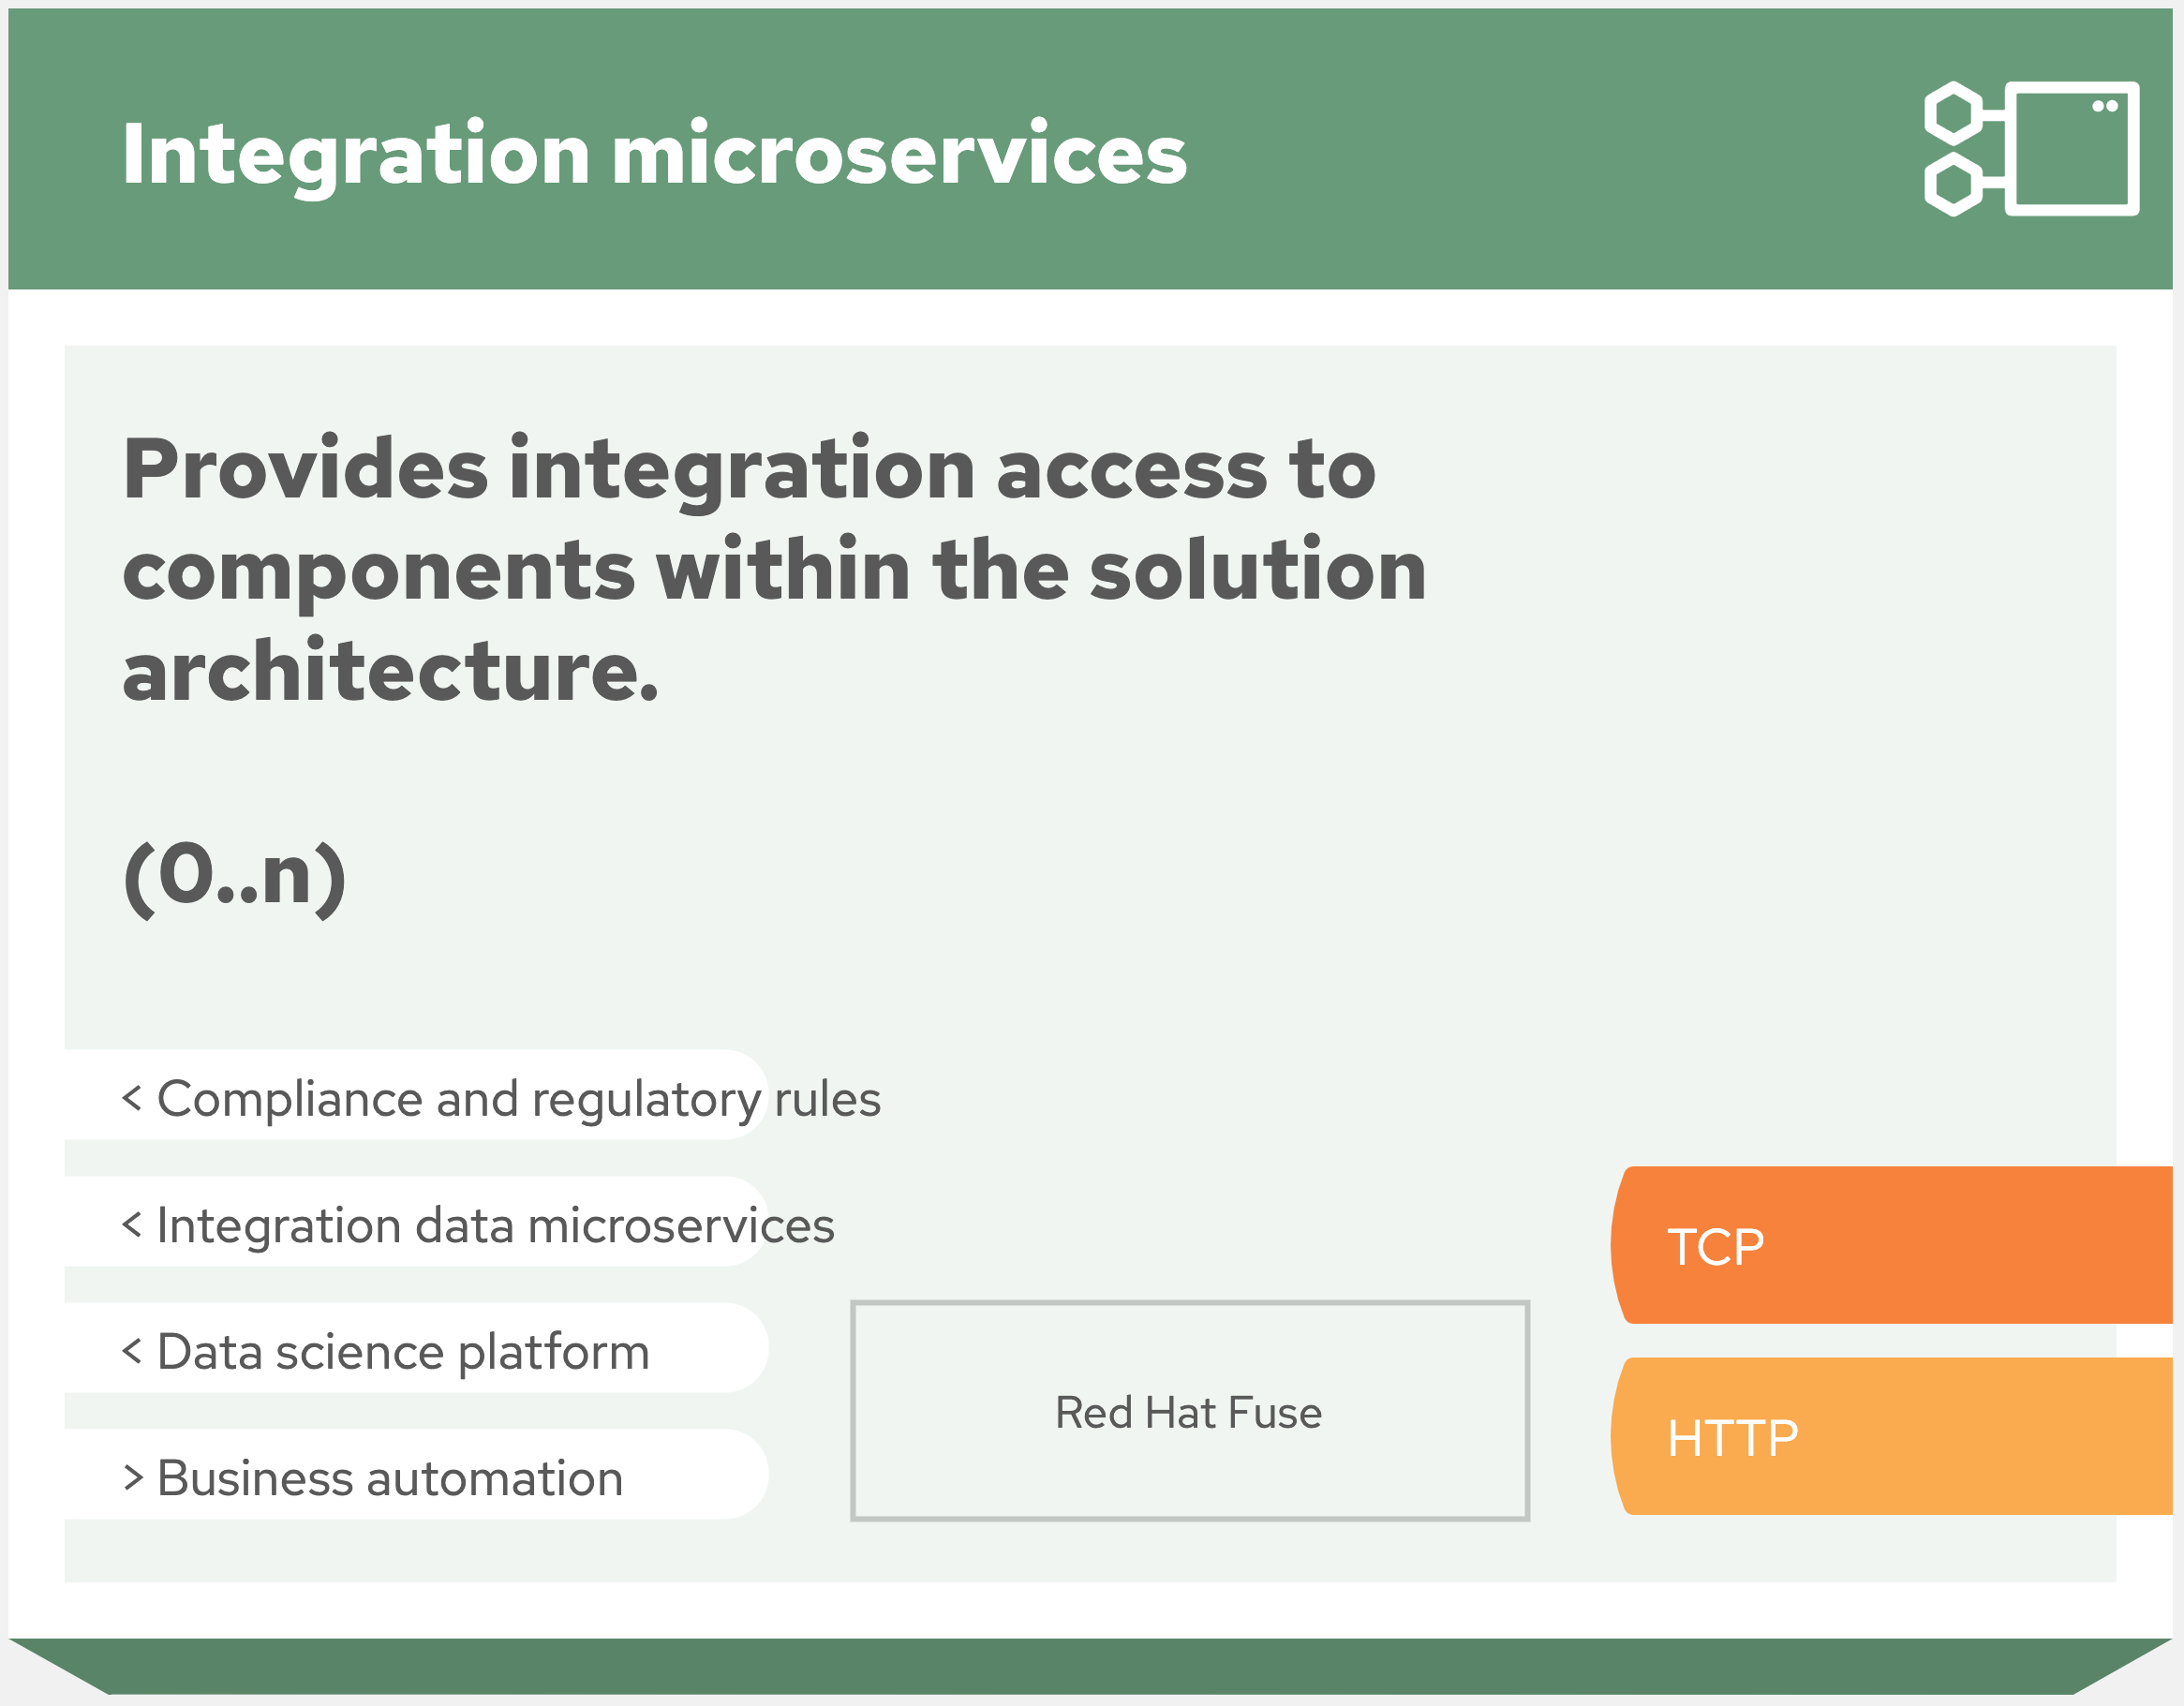 Integration microservices
Provides integration access to
components within the solution
architecture.
(0..n)
< Compliance and regulatory rules
< Integration data microservices
< Data science platform
> Business automation
Red Hat Fuse
TCP
HTTP